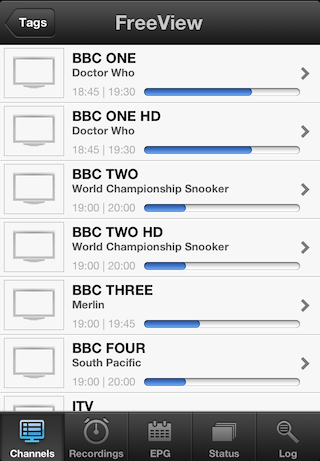 Tags
FreeView
BBC ONE
Doctor Who
18:45 | 19:30
BBC ONE HD
Doctor Who
18:45 | 19:30
BBC TWO
World Championship Snooker
19:00 | 20:00
BBC TWO HD
World Championship Snooker
19:00 | 20:00
BBC THREE
Merlin
19:00 | 19:45
BBC FOUR
South Pacific
19:00 | 20:00
ITV
Channels
Recordings
EPG
Status
Log